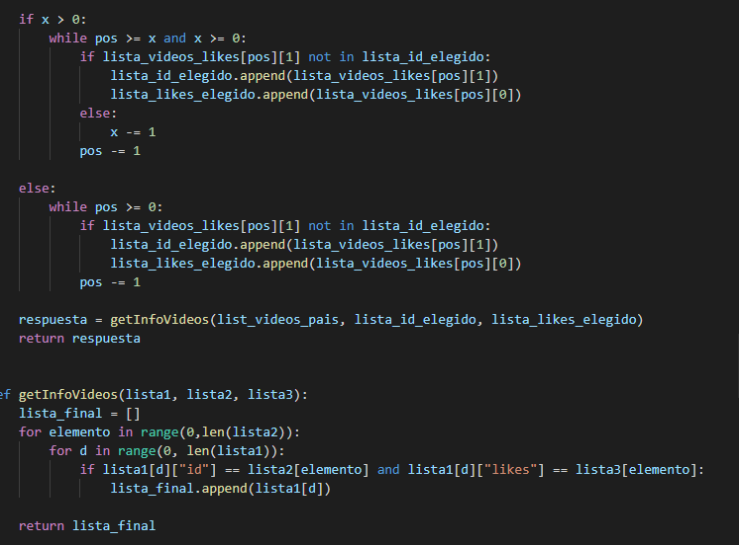 if x > 0:
while pos >= x and x >= 0:
if lista_videos_likes[pos][1] not in lista_id_elegido:
lista_id_elegido.append(lista_videos_likes[pos][1])
lista_likes_elegido.append(lista_videos_likes[pos][0])
else:
x -= 1
pos -= 1
else:
while pos >= 0:
if lista_videos_likes[pos][1] not in lista_id_elegido:
lista_id_elegido.append(lista_videos_likes[pos][1])
lista_likes_elegido.append(lista_videos_likes[pos][0])
pos -= 1
respuesta = getInfoVideos(list_videos_pais, lista_id_elegido, lista_likes_elegido)
return respuesta
ef getInfoVideos(lista1, lista2, lista3):
lista_final = []
for elemento in range(0,len(lista2)):
for d in range(0, len(lista1)):
if lista1[d]["id"] == lista2[elemento] and lista1[d]["likes"] == lista3[elemento]:
lista_final.append(lista1[d])
return lista_final